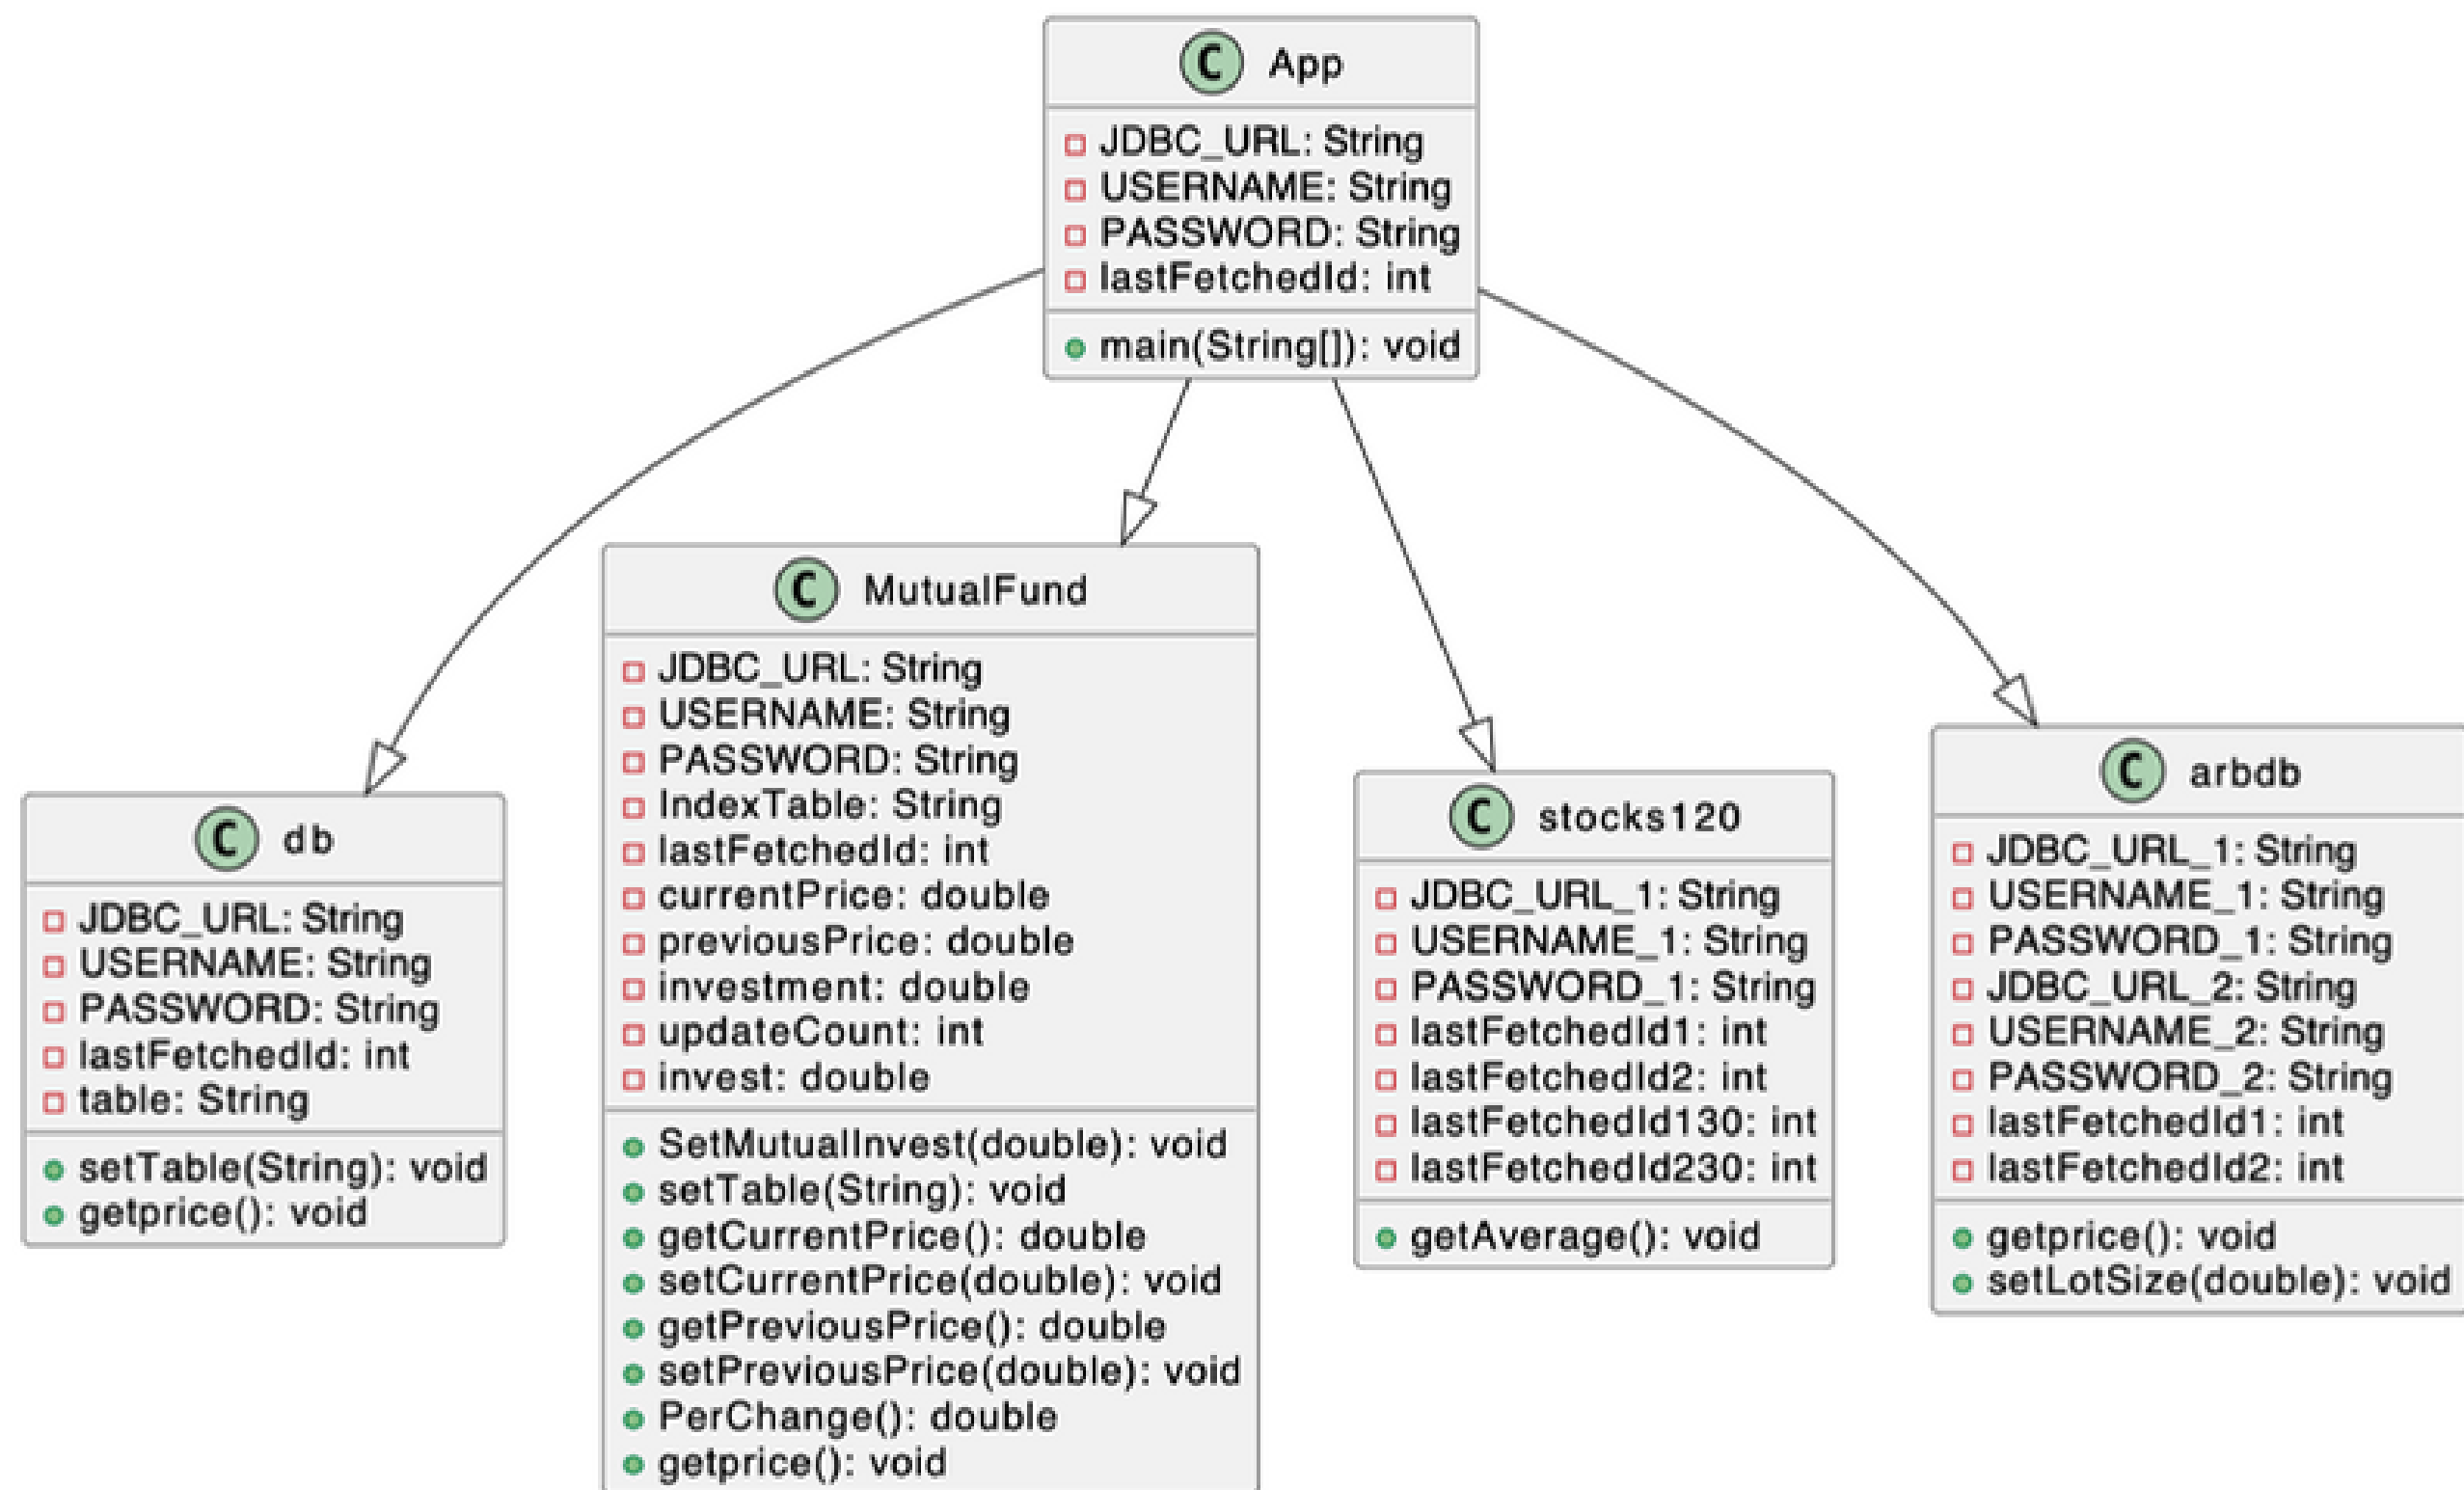 C App
JDBC_URL: String
USERNAME: String
PASSWORD: String
lastFetchedId: int
main(String[]): void
C MutualFund
JDBC_URL: String
USERNAME: String
PASSWORD: String
IndexTable: String
lastFetchedId: int
currentPrice: double
previousPrice: double
investment: double
updateCount: int
invest: double
SetMutualInvest(double): void
setTable(String): void
getCurrentPrice(): double
setCurrentPrice(double): void
getPreviousPrice(): double
setPreviousPrice(double): void
PerChange(): double
getprice(): void
C db
JDBC_URL: String
USERNAME: String
PASSWORD: String
lastFetchedId: int
table: String
setTable(String): void
getprice(): void
C stocks120
JDBC_URL_1: String
USERNAME_1: String
PASSWORD_1: String
lastFetchedId1: int
lastFetchedId2: int
lastFetchedId130: int
lastFetchedId230: int
getAverage(): void
C arbdb
JDBC_URL_1: String
USERNAME_1: String
PASSWORD_1: String
JDBC_URL_2: String
USERNAME_2: String
PASSWORD_2: String
lastFetchedId1: int
lastFetchedId2: int
getprice(): void
setLotSize(double): void